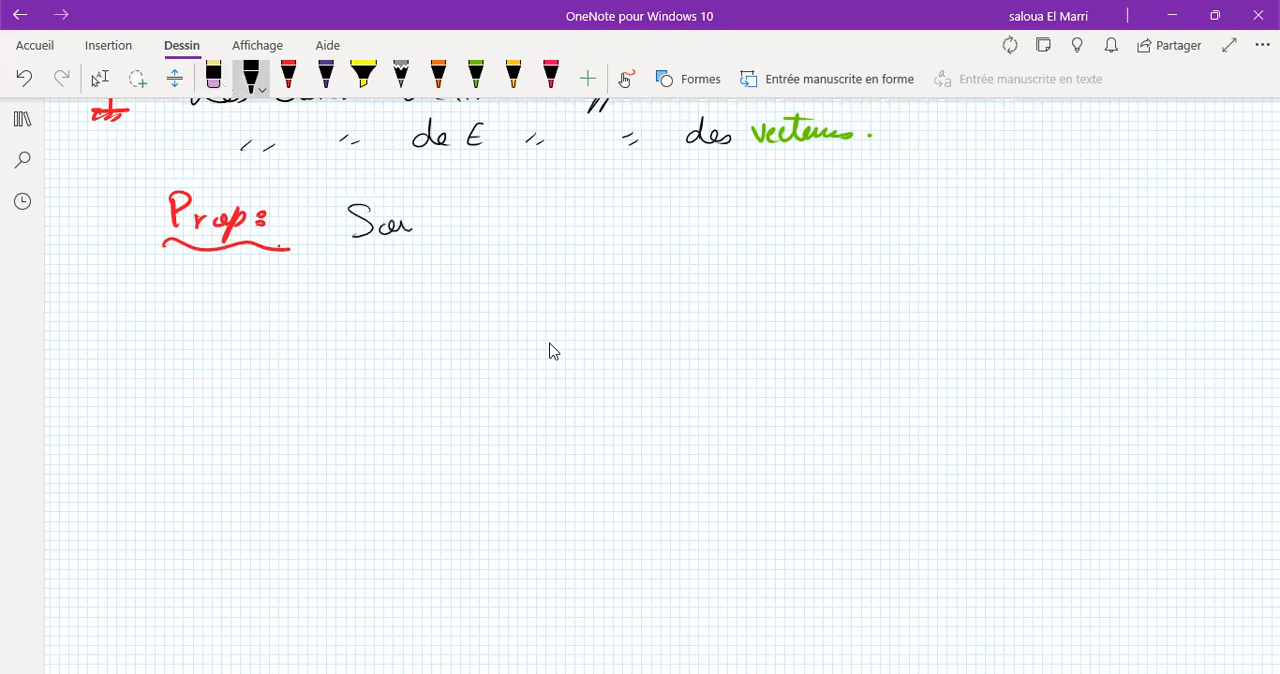 OneNote pour Windows 10
saloua El Marri
Accueil Insertion Dessin Affichage Aide
Partager
Formes Entrée manuscrite en forme Entrée manuscrite en texte
,, ,, de E ,, ,, des vecteurs.
Prop: Soi